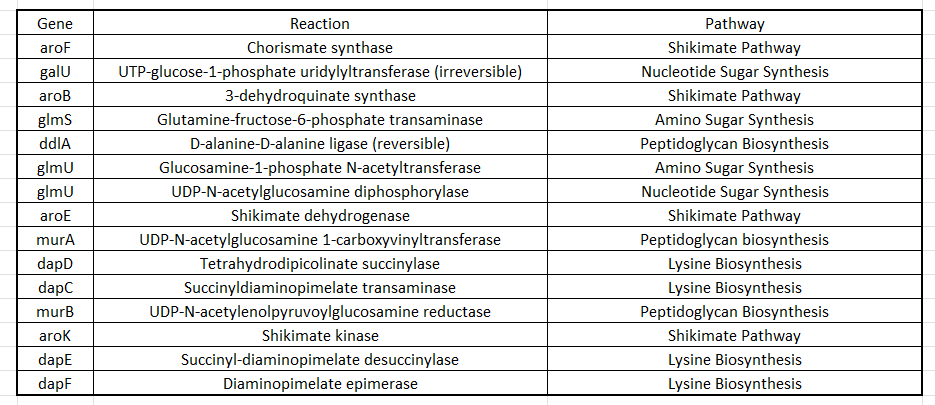 Gene Reaction Pathway
aroF Chorismate synthase Shikimate Pathway
galU UTP-glucose-1-phosphate uridylyltransferase (irreversible) Nucleotide Sugar Synthesis
aroB 3-dehydroquinate synthase Shikimate Pathway
glmS Glutamine-fructose-6-phosphate transaminase Amino Sugar Synthesis
ddlA D-alanine-D-alanine ligase (reversible) Peptidoglycan Biosynthesis
glmU Glucosamine-1-phosphate N-acetyltransferase Amino Sugar Synthesis
glmU UDP-N-acetylglucosamine diphosphorylase Nucleotide Sugar Synthesis
aroE Shikimate dehydrogenase Shikimate Pathway
murA UDP-N-acetylglucosamine 1-carboxyvinyltransferase Peptidoglycan biosynthesis
dapD Tetrahydrodipicolinate succinylase Lysine Biosynthesis
dapC Succinyldiaminopimelate transaminase Lysine Biosynthesis
murB UDP-N-acetylenolpyruvoylglucosamine reductase Peptidoglycan Biosynthesis
aroK Shikimate kinase Shikimate Pathway
dapE Succinyl-diaminopimelate desuccinylase Lysine Biosynthesis
dapF Diaminopimelate epimerase Lysine Biosynthesis